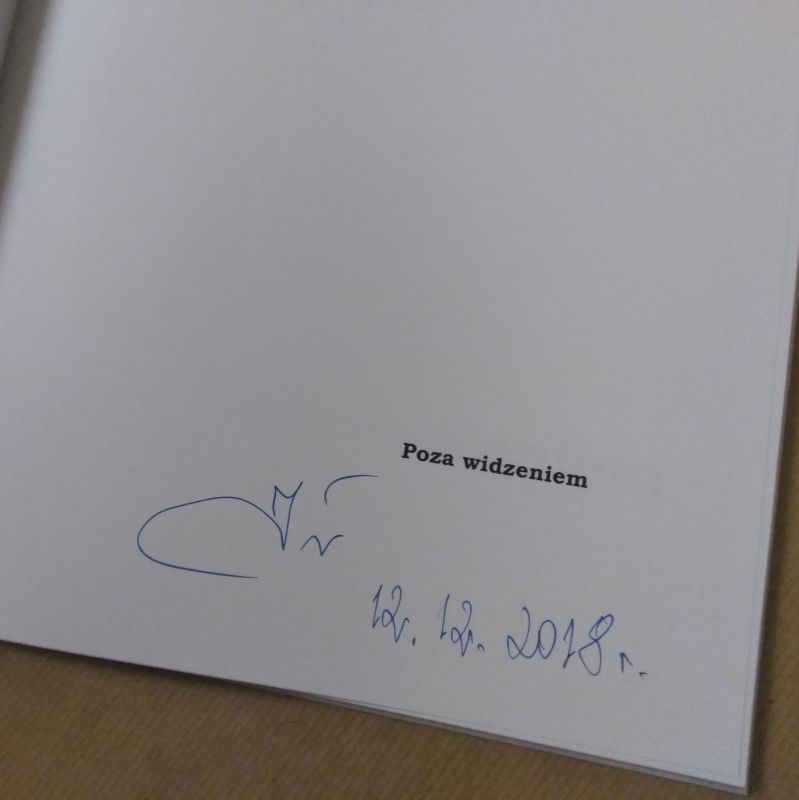 Poza widzeniem
12. 12. 2018 r.